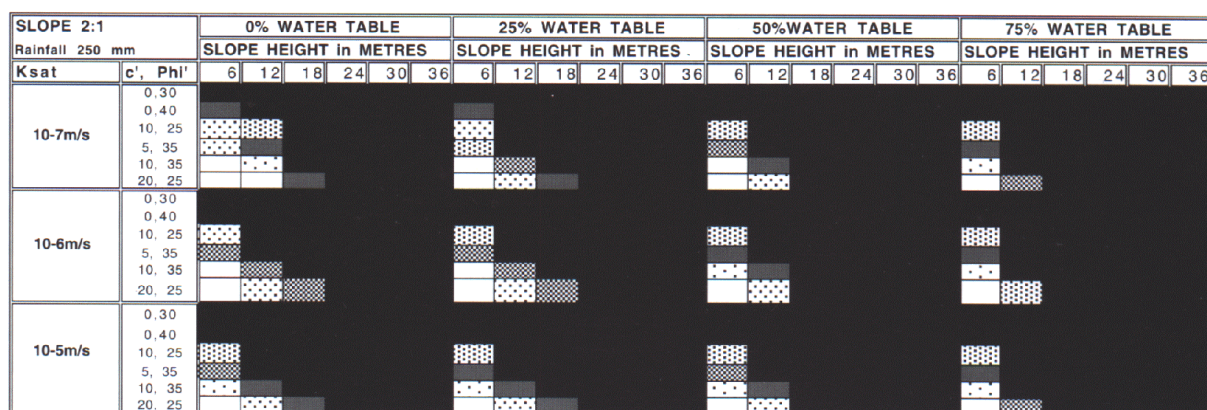 SLOPE 2:1 0% WATER TABLE 25% WATER TABLE 50%WATER TABLE 75% WATER TABLE
Rainfall 250 mm SLOPE HEIGHT in METRES SLOPE HEIGHT in METRES SLOPE HEIGHT in METRES SLOPE HEIGHT in METRES
Ksat c', Phi' 6 12 18 24 30 36 6 12 18 24 30 36 6 12 18 24 30 36 6 12 18 24 30 36
0,30
0,40
10-7m/s 10, 25
5, 35
10, 35
20, 25
0,30
0,40
10-6m/s 10, 25
5, 35
10, 35
20, 25
0,30
0,40
10-5m/s 10, 25
5, 35
10, 35
20, 25